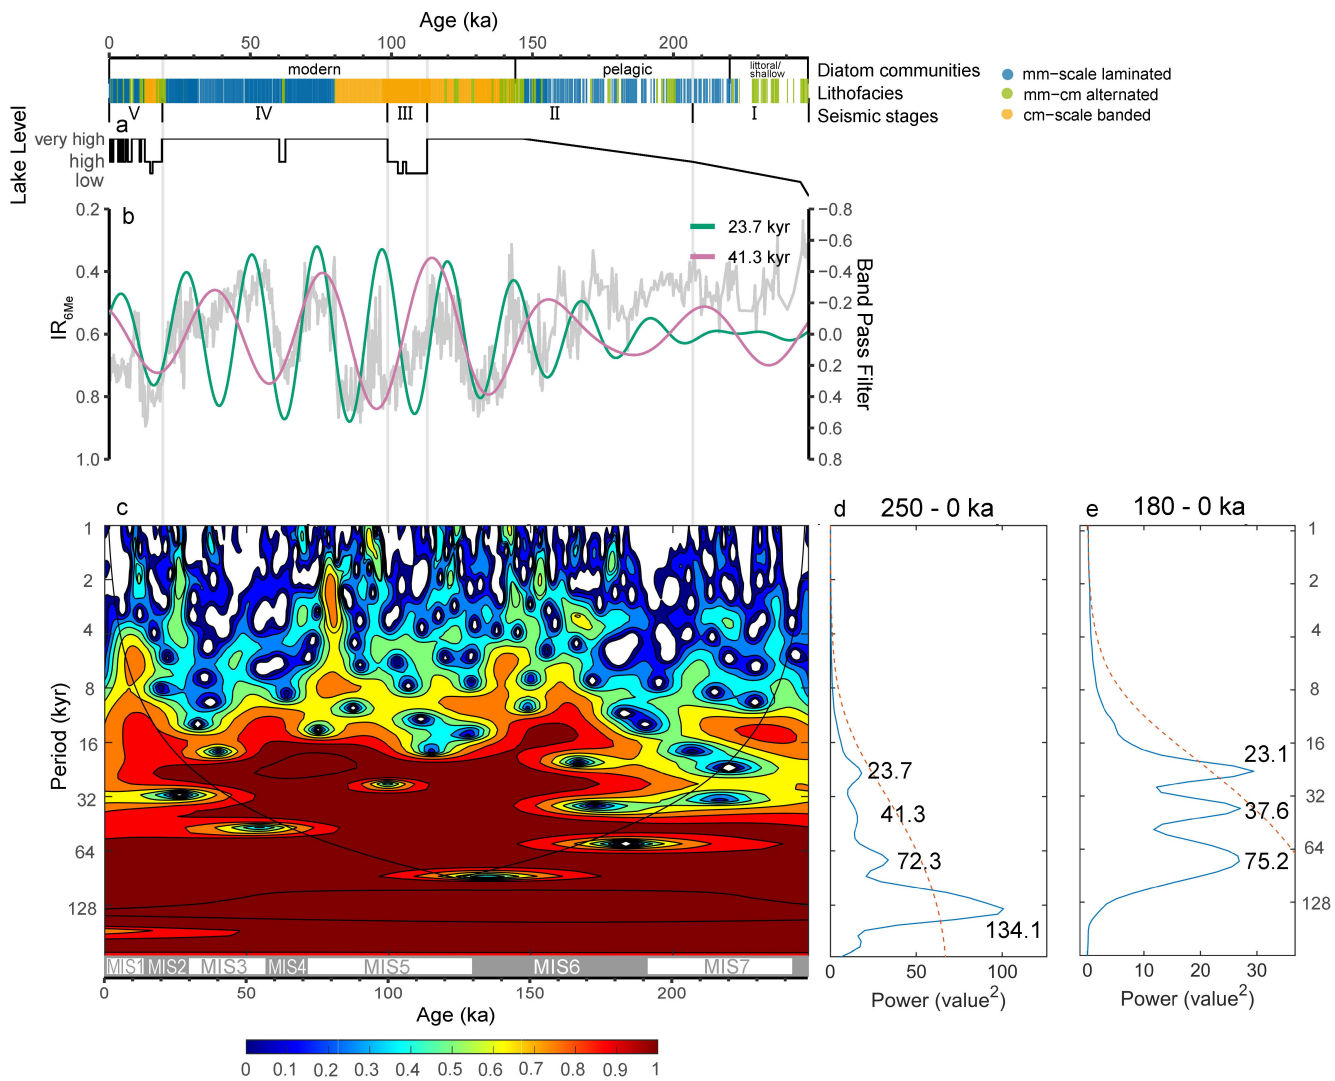 Age (ka)
0 50 100 150 200
modern pelagic littoral/
shallow
Diatom communities
Lithofacies
Seismic stages
mm-scale laminated
mm-cm alternated
cm-scale banded
V IV III II I
a
Lake Level
very high
high
low
b
0.2
0.4
0.6
0.8
1.0
IR6Me
23.7 kyr
41.3 kyr
−0.8
−0.6
−0.4
−0.2
0.0
0.2
0.4
0.6
0.8
Band Pass Filter
c
1
2
4
8
16
32
64
128
Period (kyr)
MIS1 MIS2 MIS3 MIS4 MIS5 MIS6 MIS7
0 50 100 150 200
Age (ka)
0 0.1 0.2 0.3 0.4 0.5 0.6 0.7 0.8 0.9 1
d 250 - 0 ka
23.7
41.3
72.3
134.1
0 50 100
Power (value2)
e 180 - 0 ka
23.1
37.6
75.2
1
2
4
8
16
32
64
128
0 10 20 30
Power (value2)